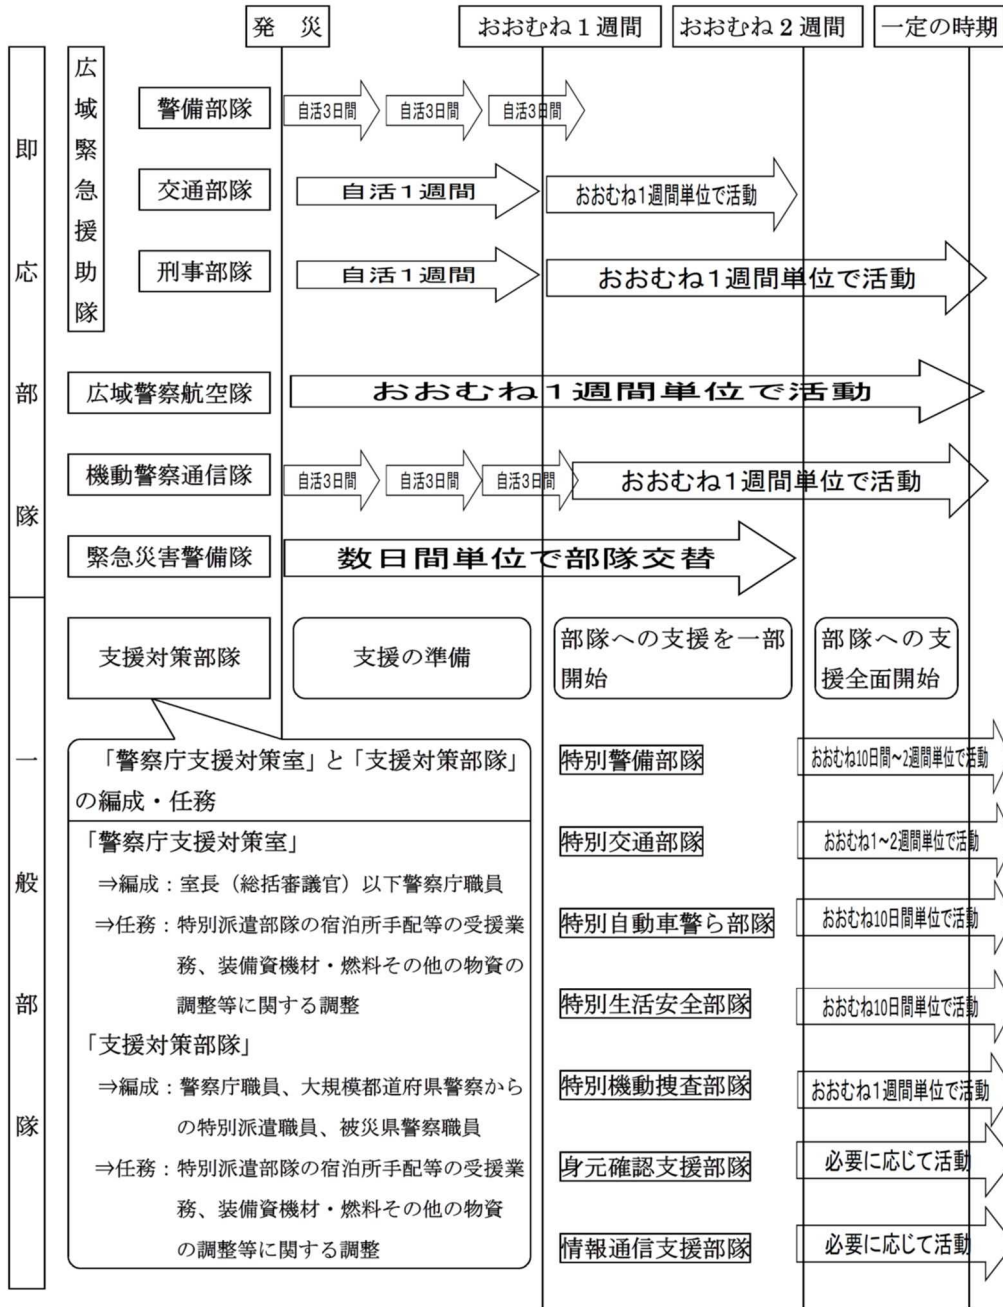 発　災
おおむね１週間
おおむね２週間
一定の時期
即応部隊
広域緊急援助隊
警備部隊
自活3日間
自活3日間
自活3日間
交通部隊
自活１週間
おおむね1週間単位で活動
刑事部隊
自活１週間
おおむね１週間単位で活動
広域警察航空隊
おおむね１週間単位で活動
機動警察通信隊
自活3日間
自活3日間
自活3日間
おおむね1週間単位で活動
緊急災害警備隊
数日間単位で部隊交替
一般部隊
支援対策部隊
支援の準備
部隊への支援を一部
開始
部隊への支
援全面開始
「警察庁支援対策室」と「支援対策部隊」
の編成・任務
「警察庁支援対策室」
⇒編成：室長（総括審議官）以下警察庁職員
⇒任務：特別派遣部隊の宿泊所手配等の受援業
務、装備資機材・燃料その他の物資の
調整等に関する調整
「支援対策部隊」
⇒編成：警察庁職員、大規模都道府県警察から
の特別派遣職員、被災県警察職員
⇒任務：特別派遣部隊の宿泊所手配等の受援業
務、装備資機材・燃料その他の物資
の調整等に関する調整
特別警備部隊
おおむね10日間～2週間単位で活動
特別交通部隊
おおむね1～2週間単位で活動
特別自動車警ら部隊
おおむね10日間単位で活動
特別生活安全部隊
おおむね10日間単位で活動
特別機動捜査部隊
おおむね1週間単位で活動
身元確認支援部隊
必要に応じて活動
情報通信支援部隊
必要に応じて活動